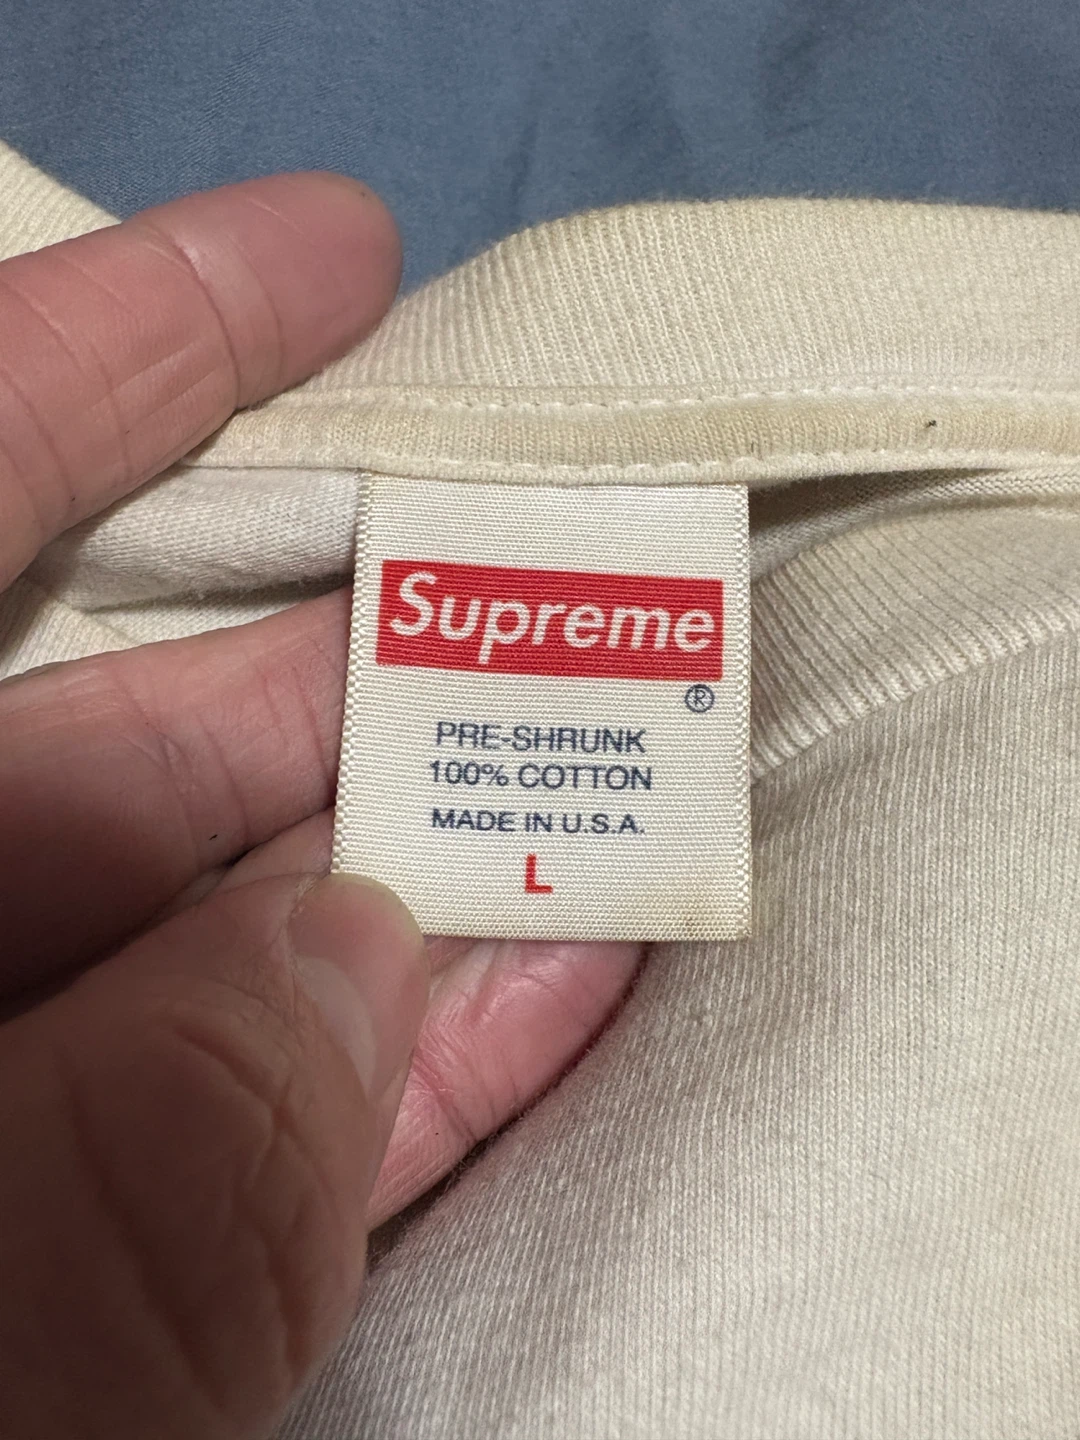 Supreme
®
PRE-SHRUNK
100% COTTON
MADE IN U.S.A.
L